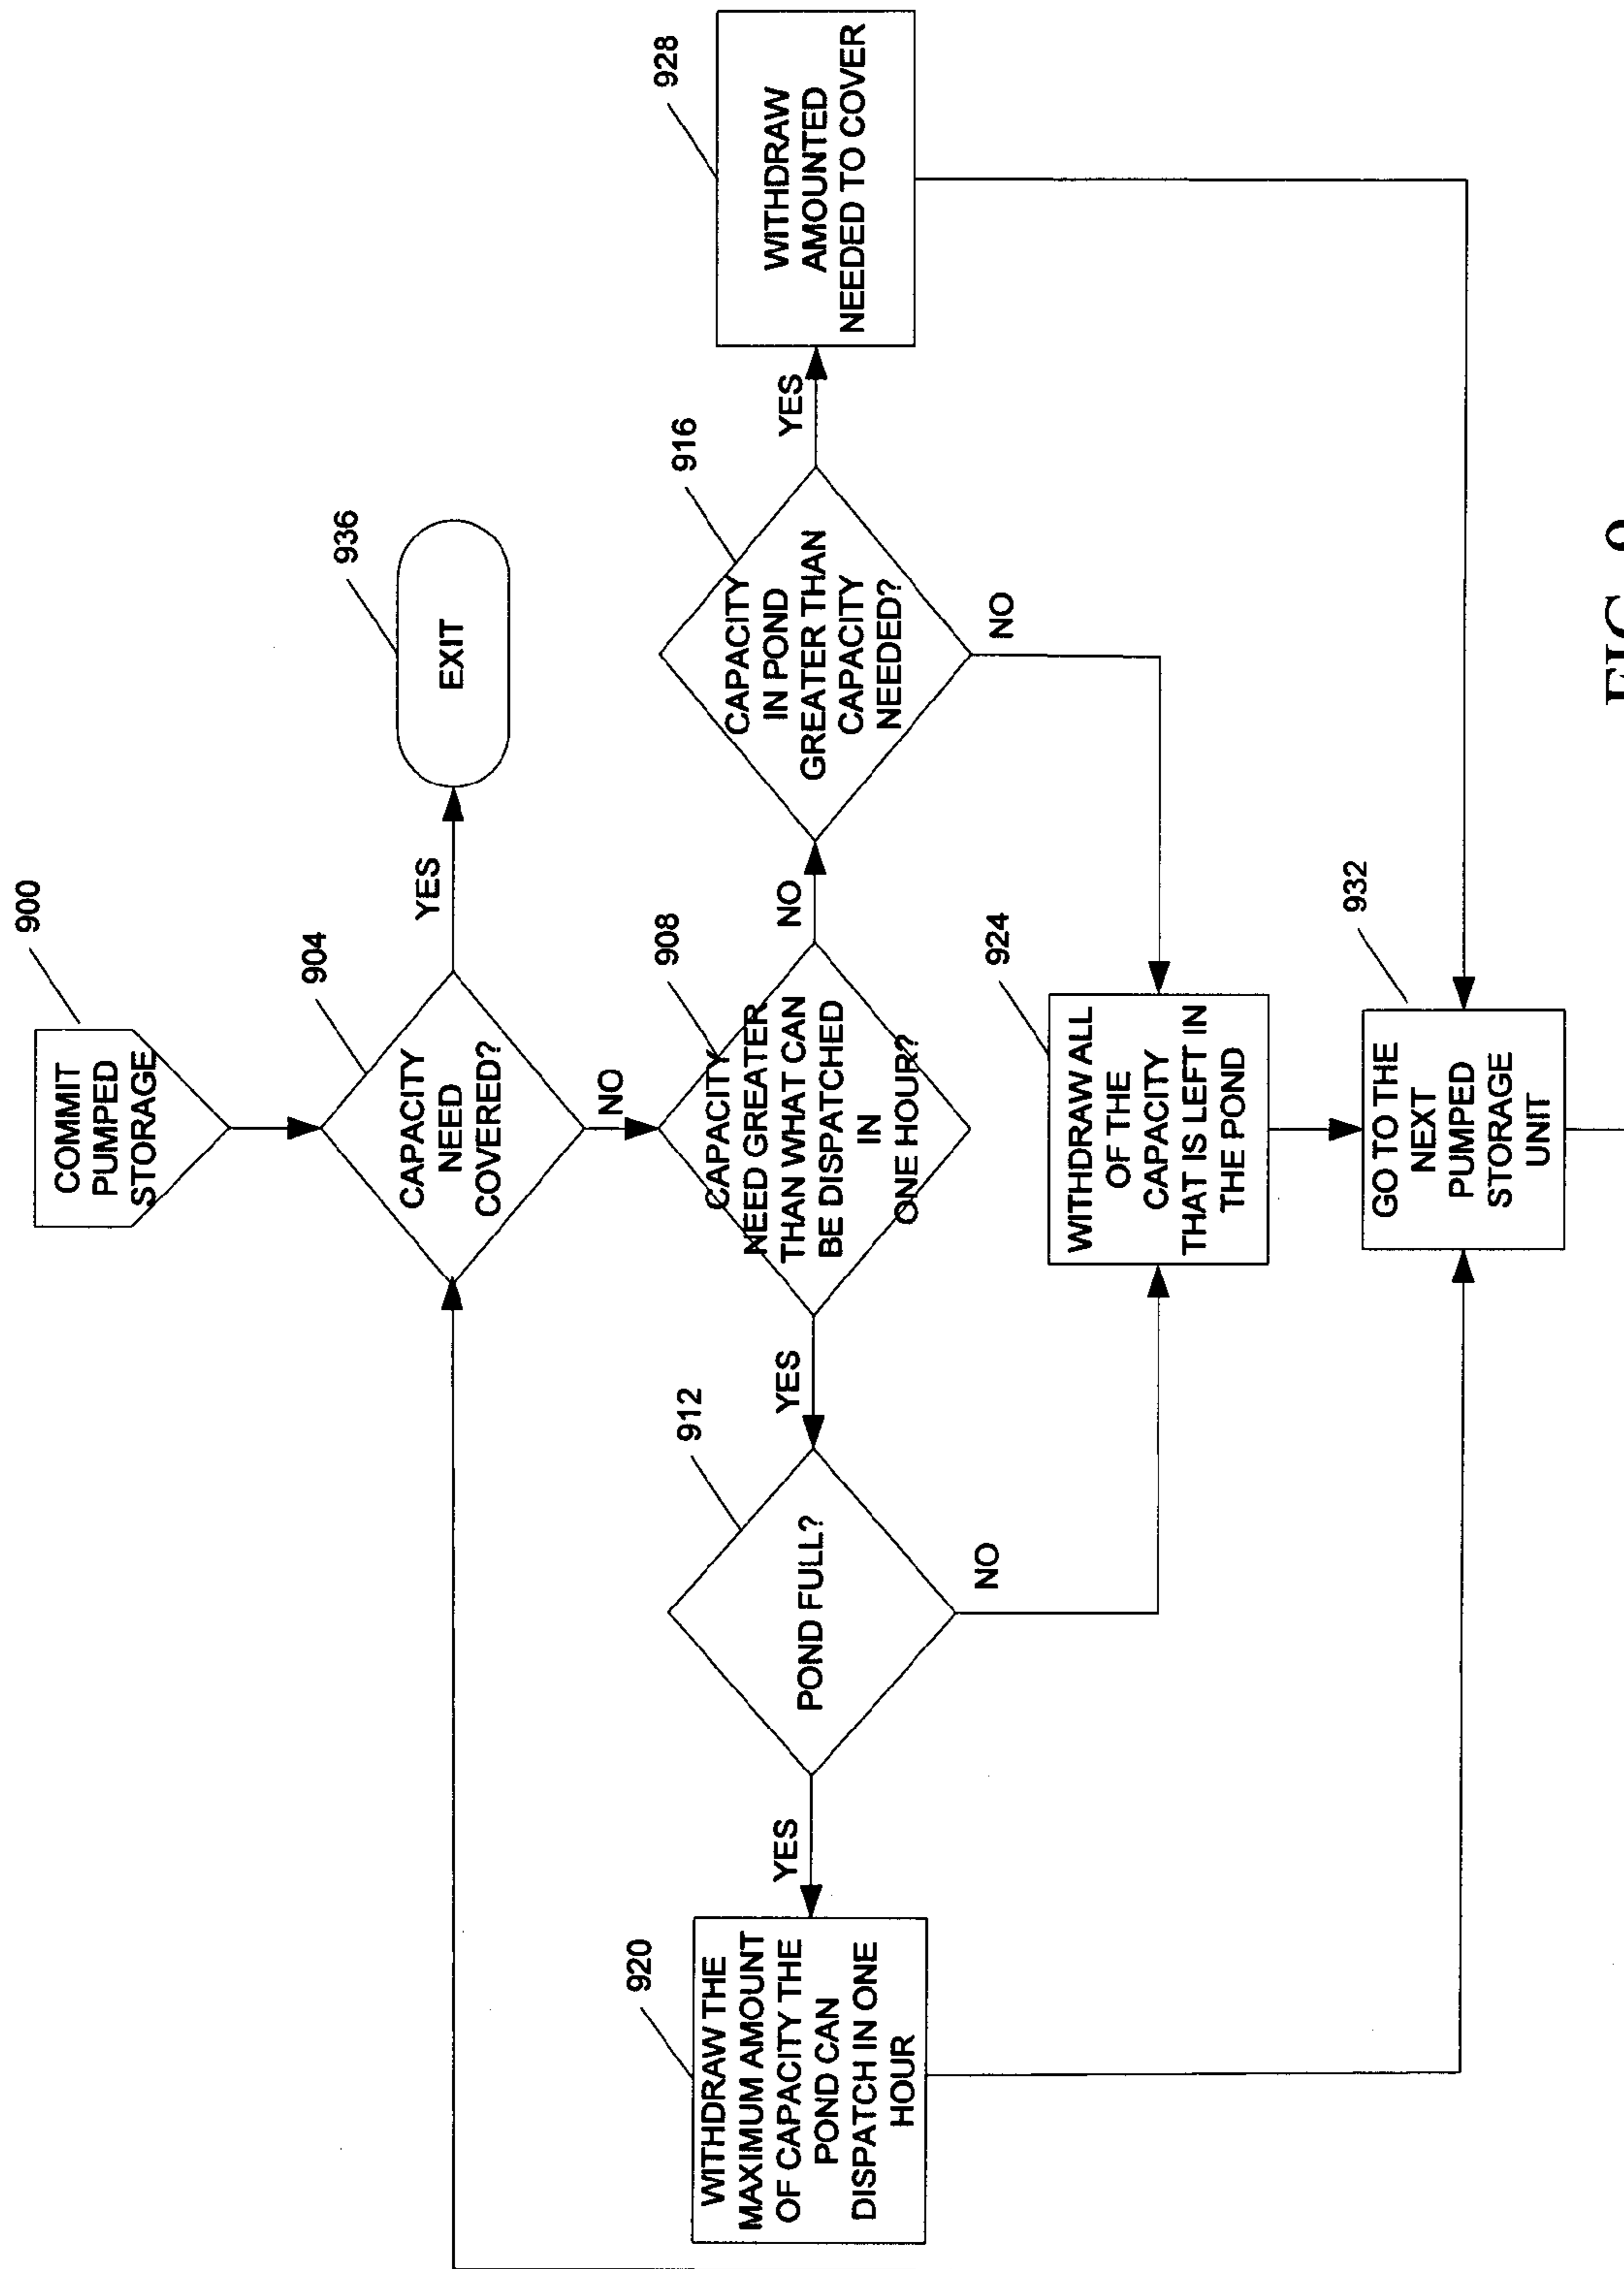 900
COMMIT
PUMPED
STORAGE
904
CAPACITY
NEED
COVERED?
YES
936
EXIT
NO
908
CAPACITY
NEED GREATER
THAN WHAT CAN
BE DISPATCHED
IN
ONE HOUR?
YES
NO
912
POND FULL?
YES
NO
916
CAPACITY
IN POND
GREATER THAN
CAPACITY
NEEDED?
YES
NO
920
WITHDRAW THE
MAXIMUM AMOUNT
OF CAPACITY THE
POND CAN
DISPATCH IN ONE
HOUR
924
WITHDRAW ALL
OF THE
CAPACITY
THAT IS LEFT IN
THE POND
928
WITHDRAW
AMOUNTED
NEEDED TO COVER
932
GO TO THE
NEXT
PUMPED
STORAGE
UNIT
FIG. 9